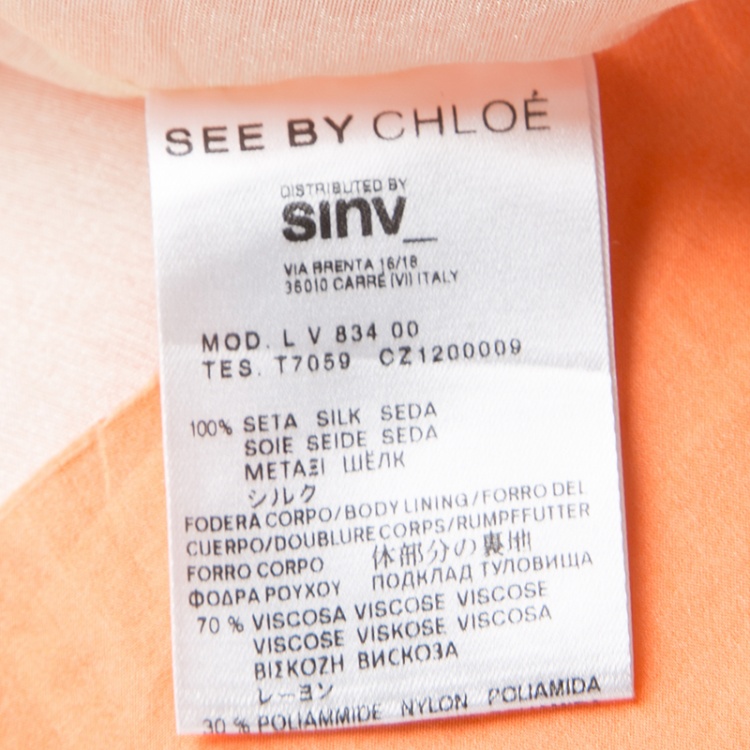 SEE BY CHLOÉ
DISTRIBUTED BY
sinv_
VIA BRENTA 16/18
36010 CARRÈ (VI) ITALY
MOD. L V 834 00
TES. T7059 CZ1200009
100% SETA SILK SEDA
SOIE SEIDE SEDA
ΜΕΤΑΞΙ ШЁЛК
シルク
FODERA CORPO/BODY LINING/FORRO DEL
CUERPO/DOUBLURE CORPS/RUMPFFUTTER
FORRO CORPO 体部分の裏地
ΦΟΔΡΑ ΡΟΥΧΟΥ ПОДКЛАД ТУЛОВИЩА
70 % VISCOSA VISCOSE VISCOSE
VISCOSE VISKOSE VISCOSA
ΒΙΣΚΟΖΗ ВИСКОЗА
レーヨン
30 % POLIAMMIDE NYLON POLIAMIDA